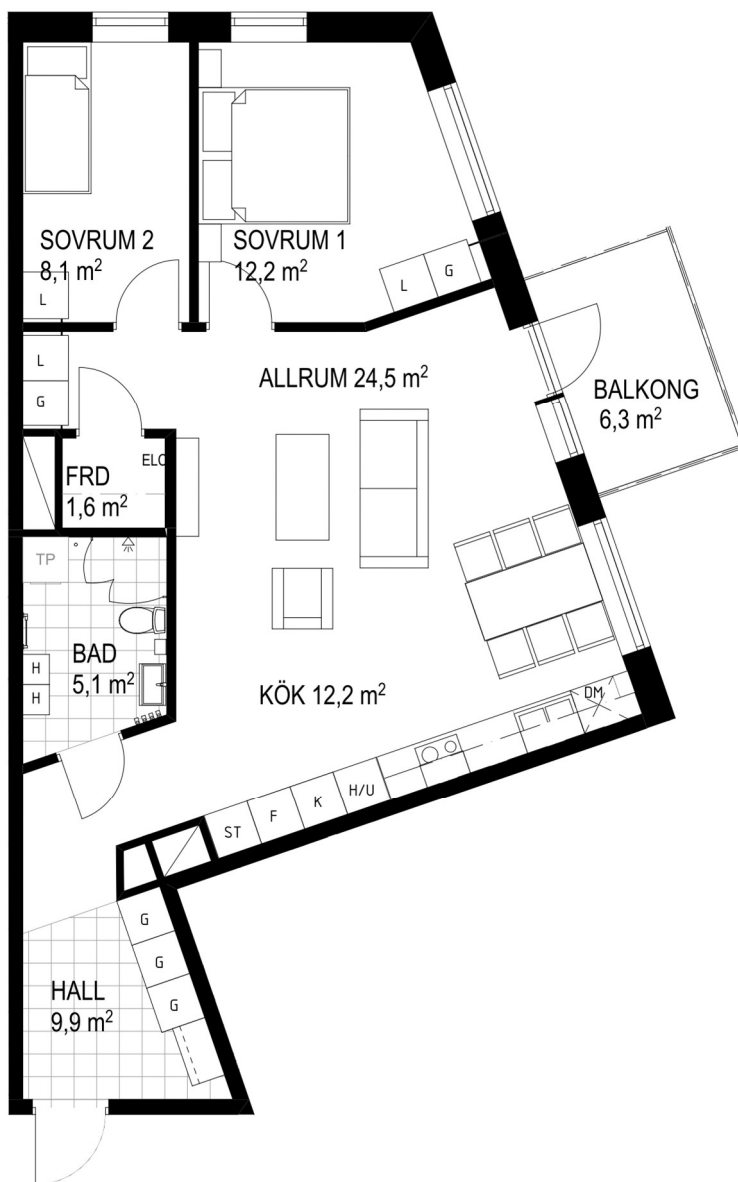 SOVRUM 2
8,1 m²
SOVRUM 1
12,2 m²
L
L
G
L
G
ALLRUM 24,5 m²
BALKONG
6,3 m²
FRD
1,6 m²
ELC
TP
BAD
5,1 m²
H
H
KÖK 12,2 m²
DM
H/U
K
F
ST
G
G
G
HALL
9,9 m²